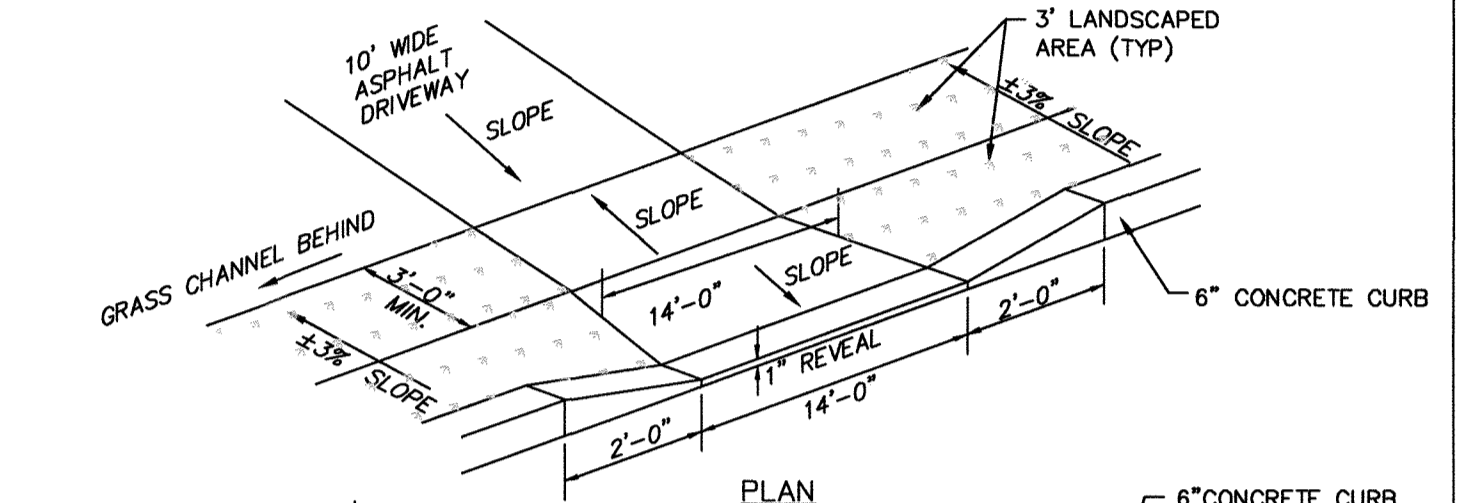 3' LANDSCAPED
AREA (TYP)
10' WIDE
ASPHALT
DRIVEWAY
SLOPE
±3% SLOPE
SLOPE
GRASS CHANNEL BEHIND
3'-0"
MIN.
14'-0"
SLOPE
2'-0"
6" CONCRETE CURB
±3% SLOPE
1" REVEAL
14'-0"
2'-0"
PLAN
6"CONCRETE CURB